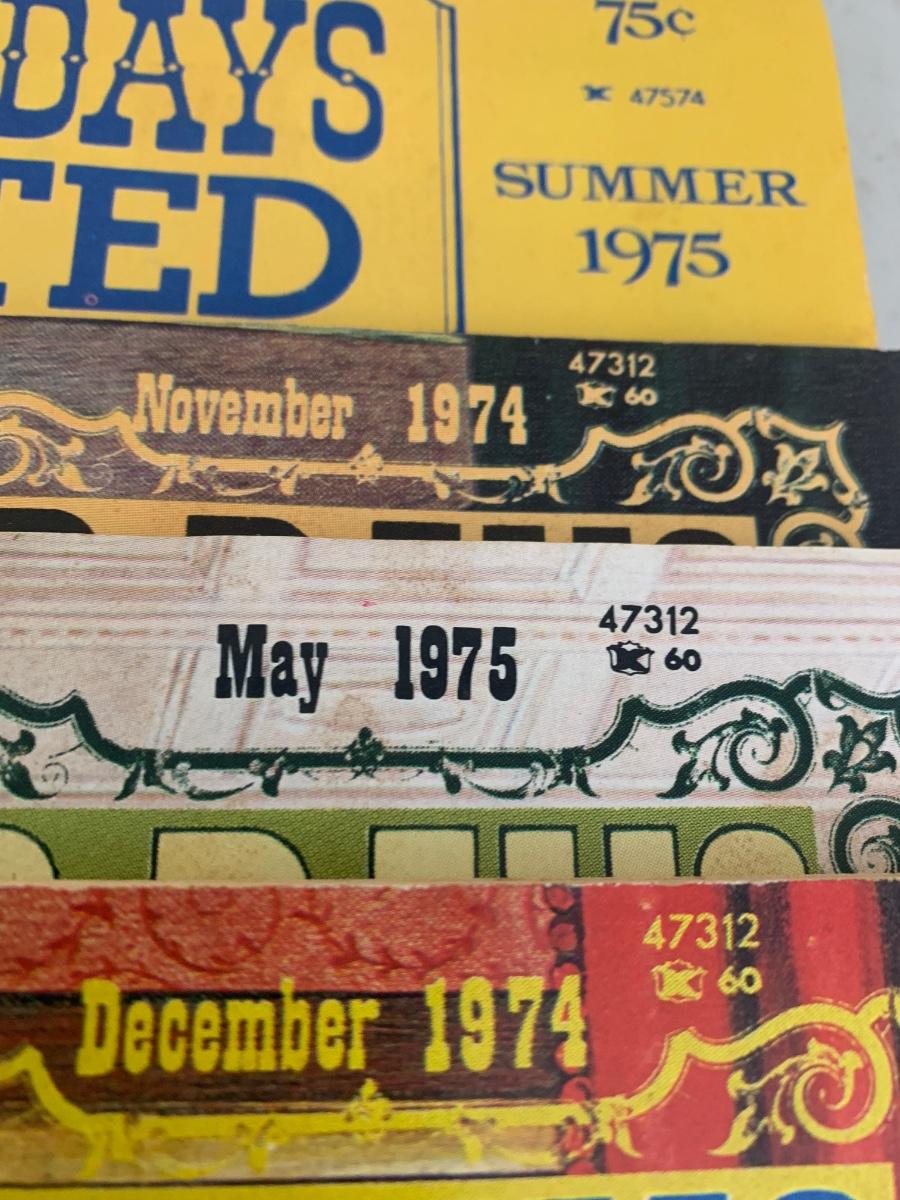 DAYS
TED
75¢
K 47574
SUMMER
1975
November 1974
47312
K 60
May 1975
47312
K 60
December 1974
47312
K 60